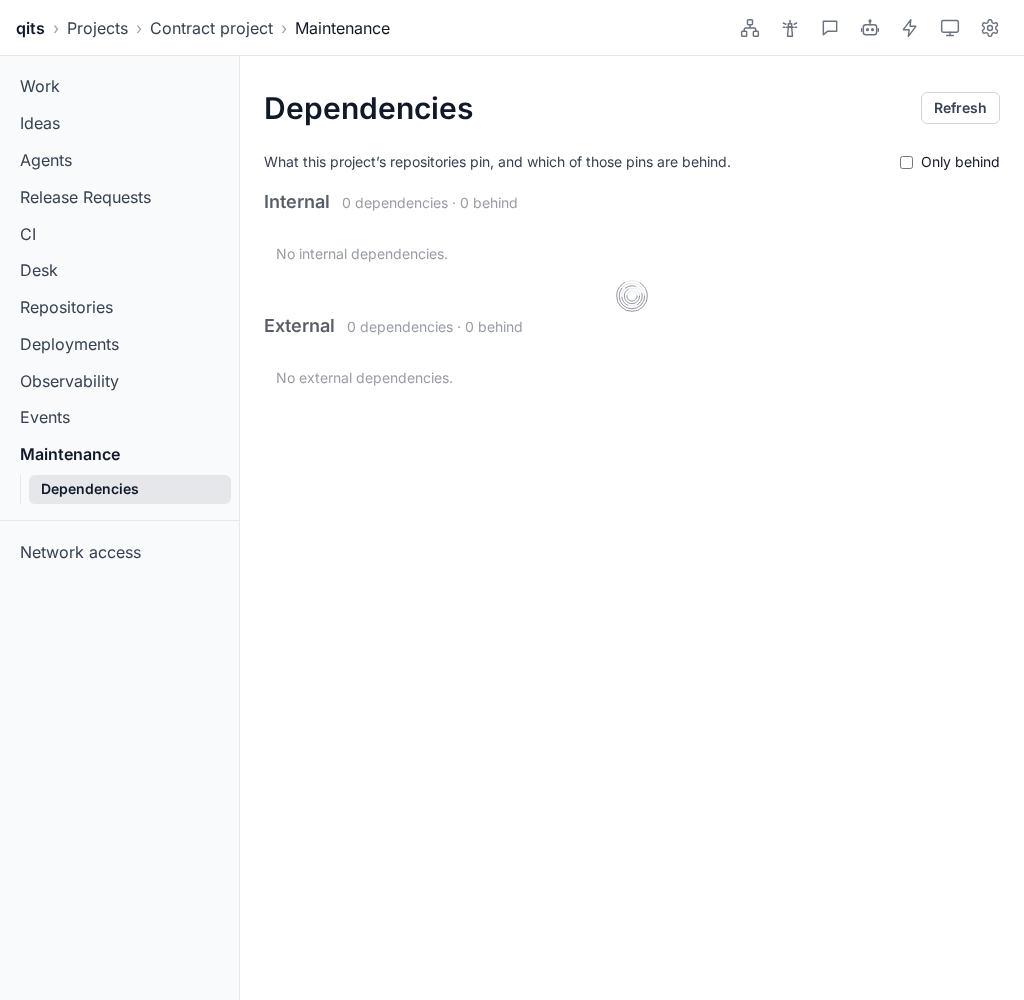 qits › Projects › Contract project › Maintenance
Work
Ideas
Agents
Release Requests
CI
Desk
Repositories
Deployments
Observability
Events
Maintenance
Dependencies
Network access
Dependencies
Refresh
What this project’s repositories pin, and which of those pins are behind.
Only behind
Internal 0 dependencies · 0 behind
No internal dependencies.
External 0 dependencies · 0 behind
No external dependencies.